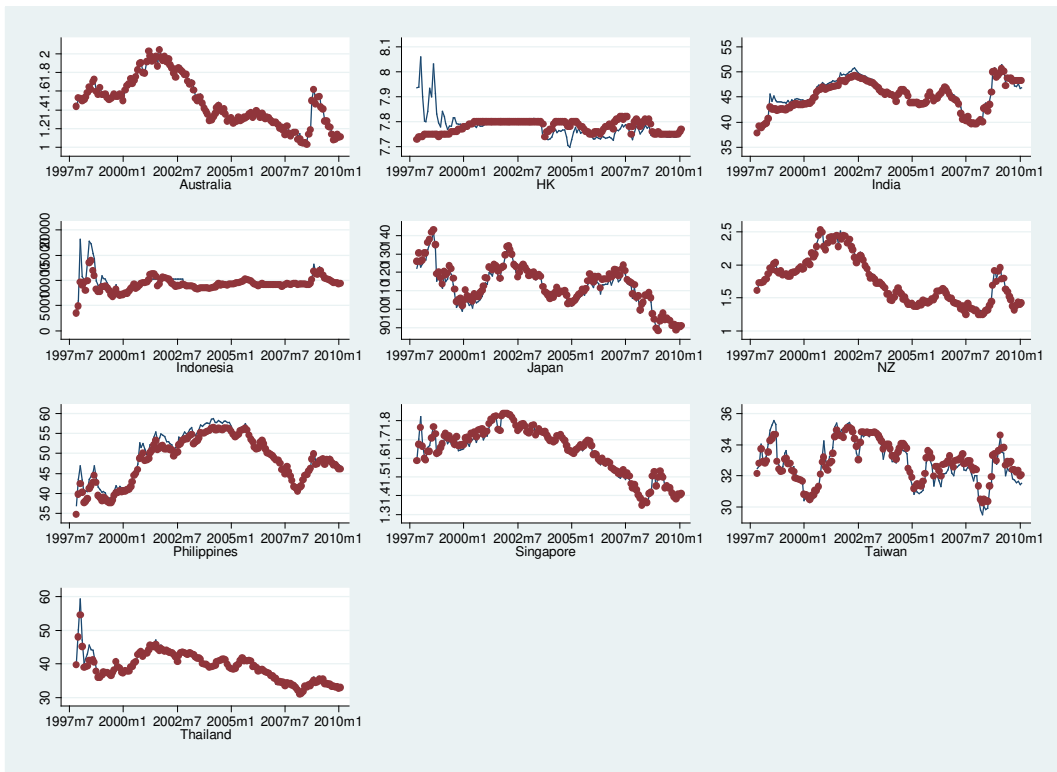 1 1.2 1.4 1.6 1.8 2
1997m7 2000m1 2002m7 2005m1 2007m7 2010m1
Australia
7.7 7.8 7.9 8 8.1
1997m7 2000m1 2002m7 2005m1 2007m7 2010m1
HK
35 40 45 50 55
1997m7 2000m1 2002m7 2005m1 2007m7 2010m1
India
0 5000 10000 15000 20000
1997m7 2000m1 2002m7 2005m1 2007m7 2010m1
Indonesia
90 100 110 120 130 140
1997m7 2000m1 2002m7 2005m1 2007m7 2010m1
Japan
1 1.5 2 2.5
1997m7 2000m1 2002m7 2005m1 2007m7 2010m1
NZ
35 40 45 50 55 60
1997m7 2000m1 2002m7 2005m1 2007m7 2010m1
Philippines
1.3 1.4 1.5 1.6 1.7 1.8
1997m7 2000m1 2002m7 2005m1 2007m7 2010m1
Singapore
30 32 34 36
1997m7 2000m1 2002m7 2005m1 2007m7 2010m1
Taiwan
30 40 50 60
1997m7 2000m1 2002m7 2005m1 2007m7 2010m1
Thailand